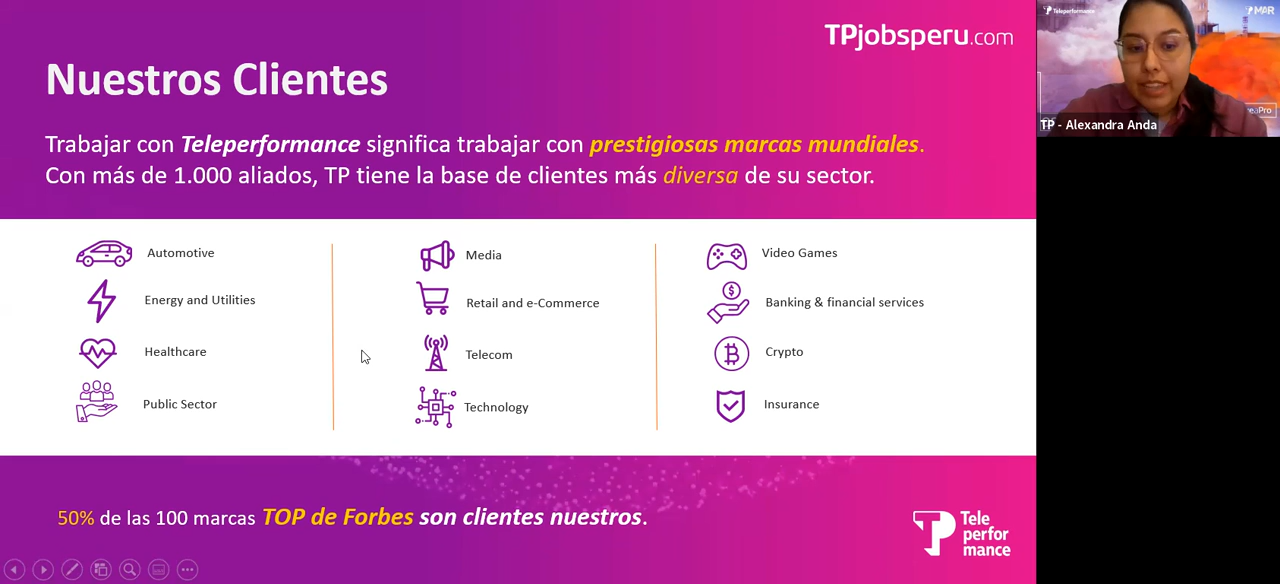 TPjobsperu.com
Nuestros Clientes
Trabajar con Teleperformance significa trabajar con prestigiosas marcas mundiales.
Con más de 1.000 aliados, TP tiene la base de clientes más diversa de su sector.
Automotive
Energy and Utilities
Healthcare
Public Sector
Media
Retail and e-Commerce
Telecom
Technology
Video Games
Banking & financial services
Crypto
Insurance
50% de las 100 marcas TOP de Forbes son clientes nuestros.
Tele
perfor
mance
Teleperformance
MAR
TP - Alexandra Anda